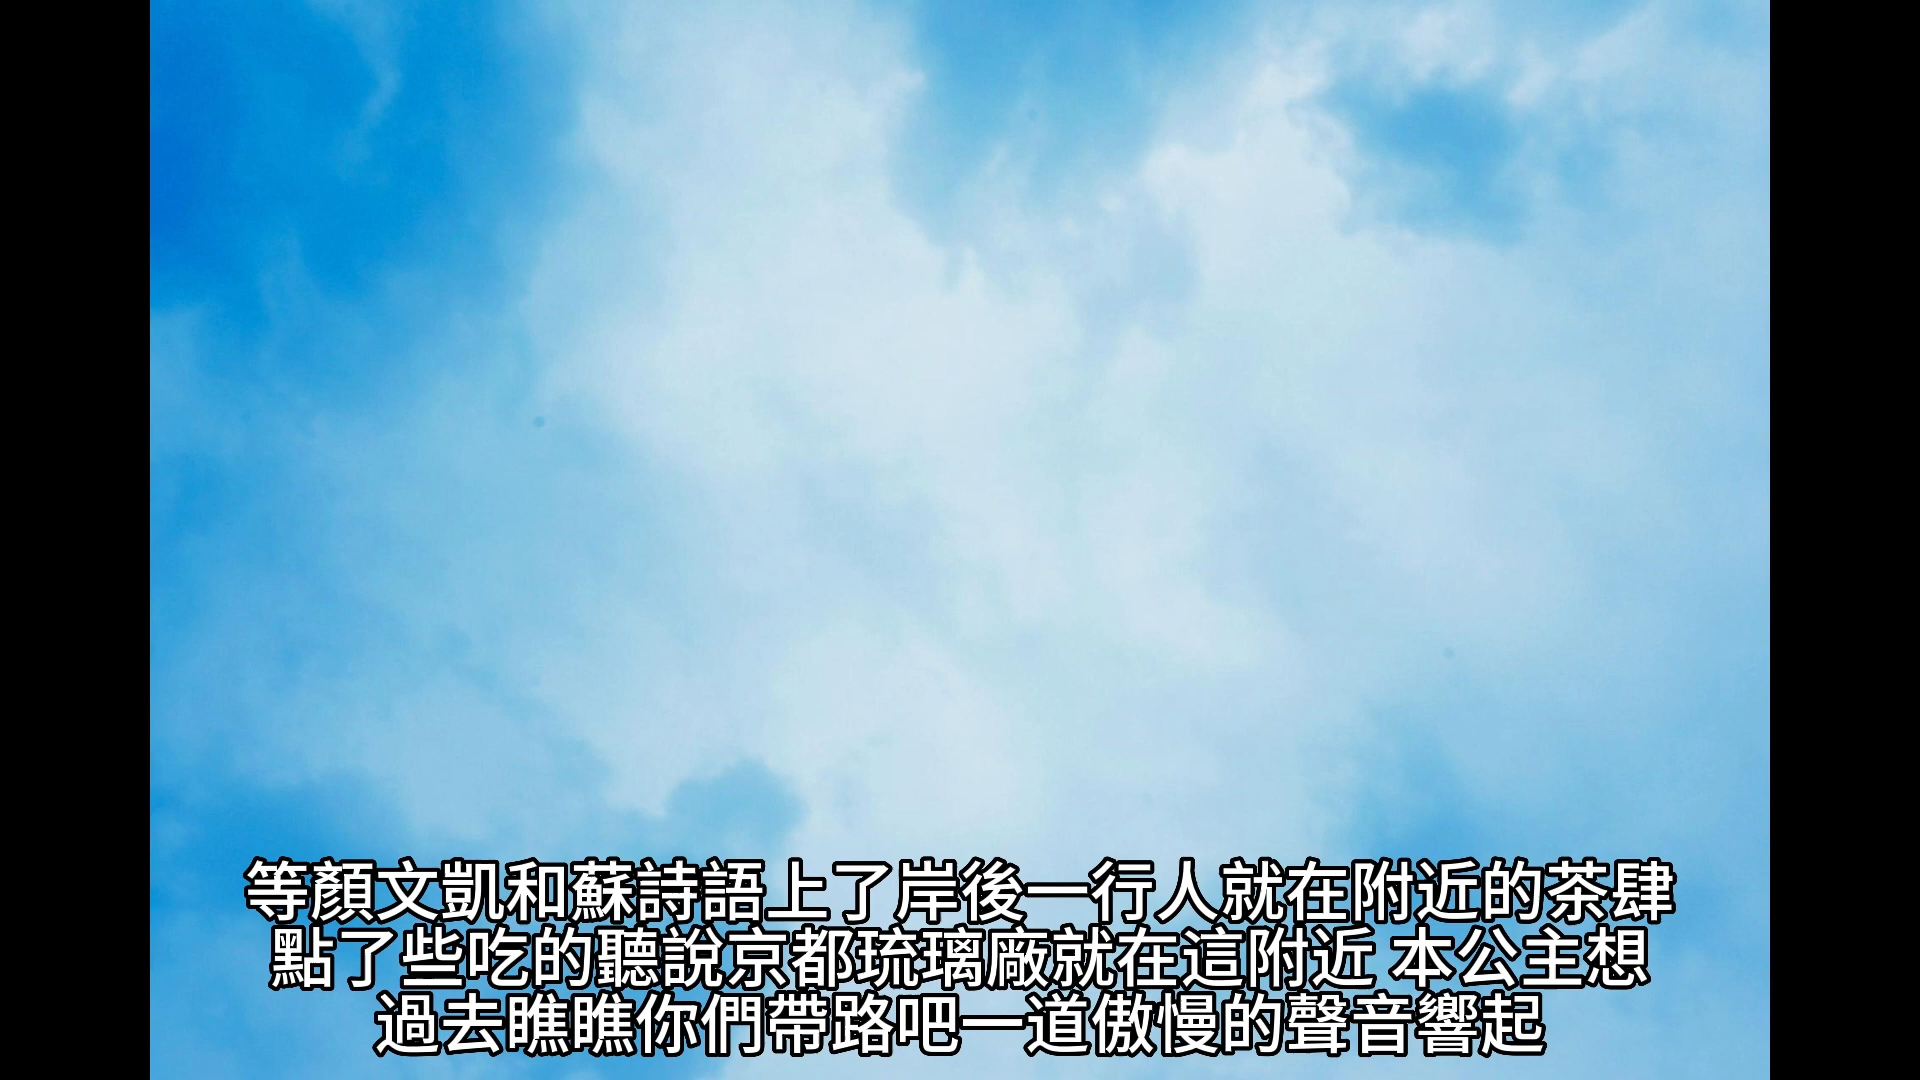 等顏文凱和蘇詩語上了岸後一行人就在附近的茶肆
點了些吃的聽說京都琉璃廠就在這附近 本公主想
過去瞧瞧你們帶路吧一道傲慢的聲音響起